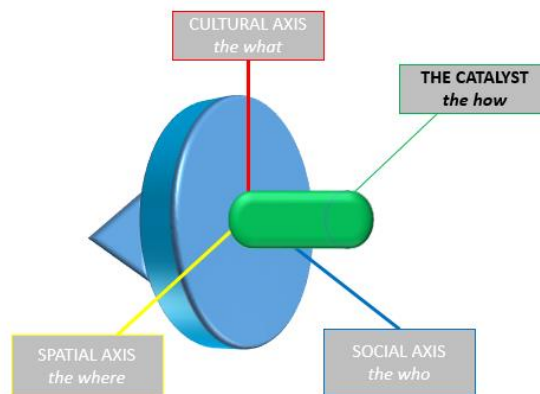 CULTURAL AXIS
the what
THE CATALYST
the how
SPATIAL AXIS
the where
SOCIAL AXIS
the who